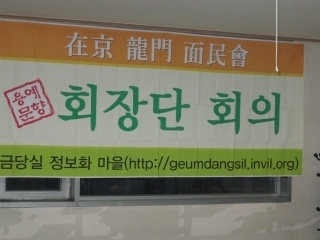 在京 龍門 面民會
예향
용문
회장단 회의
금당실 정보화 마을(http://geumdangsil.invil.org)